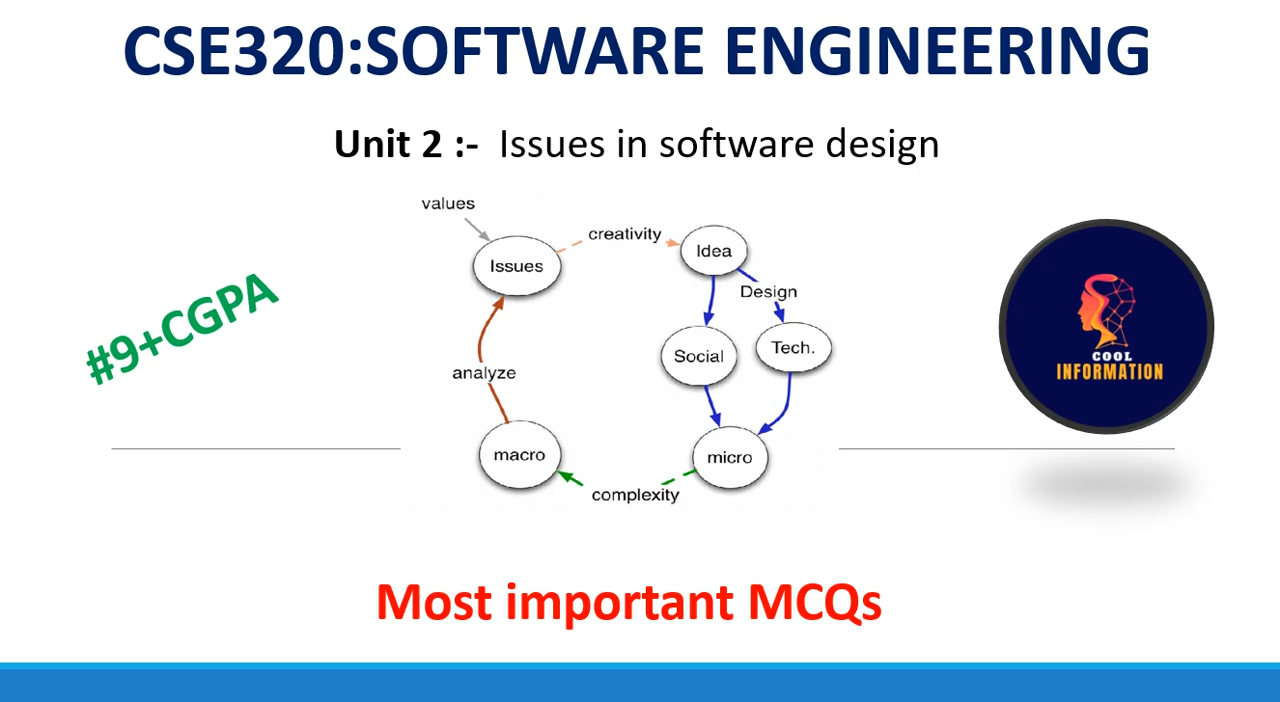 CSE320:SOFTWARE ENGINEERING
Unit 2 :- Issues in software design
values
creativity
Issues
Idea
Design
#9+CGPA
Social
Tech.
analyze
COOL
INFORMATION
macro
micro
complexity
Most important MCQs